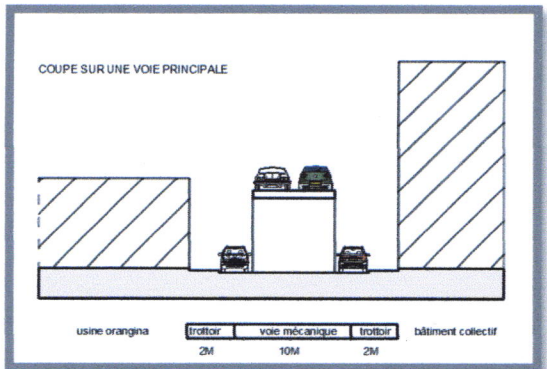 COUPE SUR UNE VOIE PRINCIPALE
usine orangina trottoir voie mécanique trottoir bâtiment collectif
2M 10M 2M